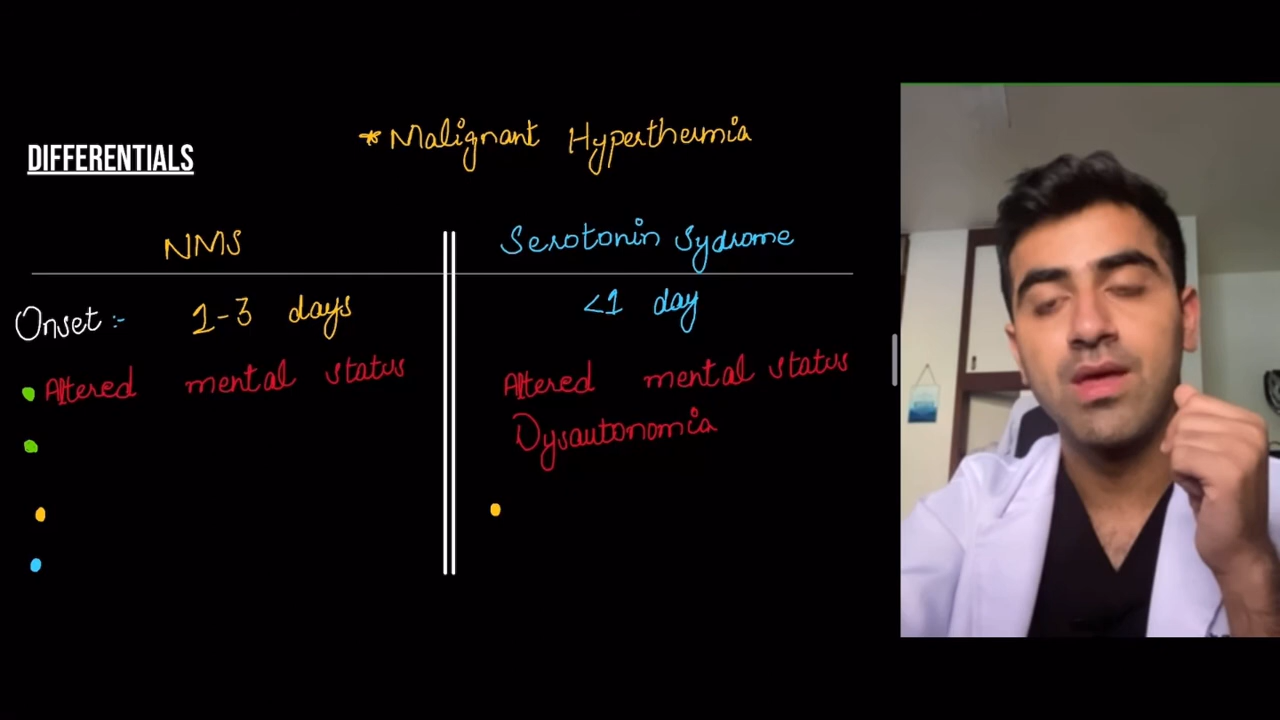 * Malignant Hyperthermia
DIFFERENTIALS
NMS
Serotonin Sydrome
Onset :- 1-3 days
<1 day
Altered mental status
Altered mental status
Dysautonomia